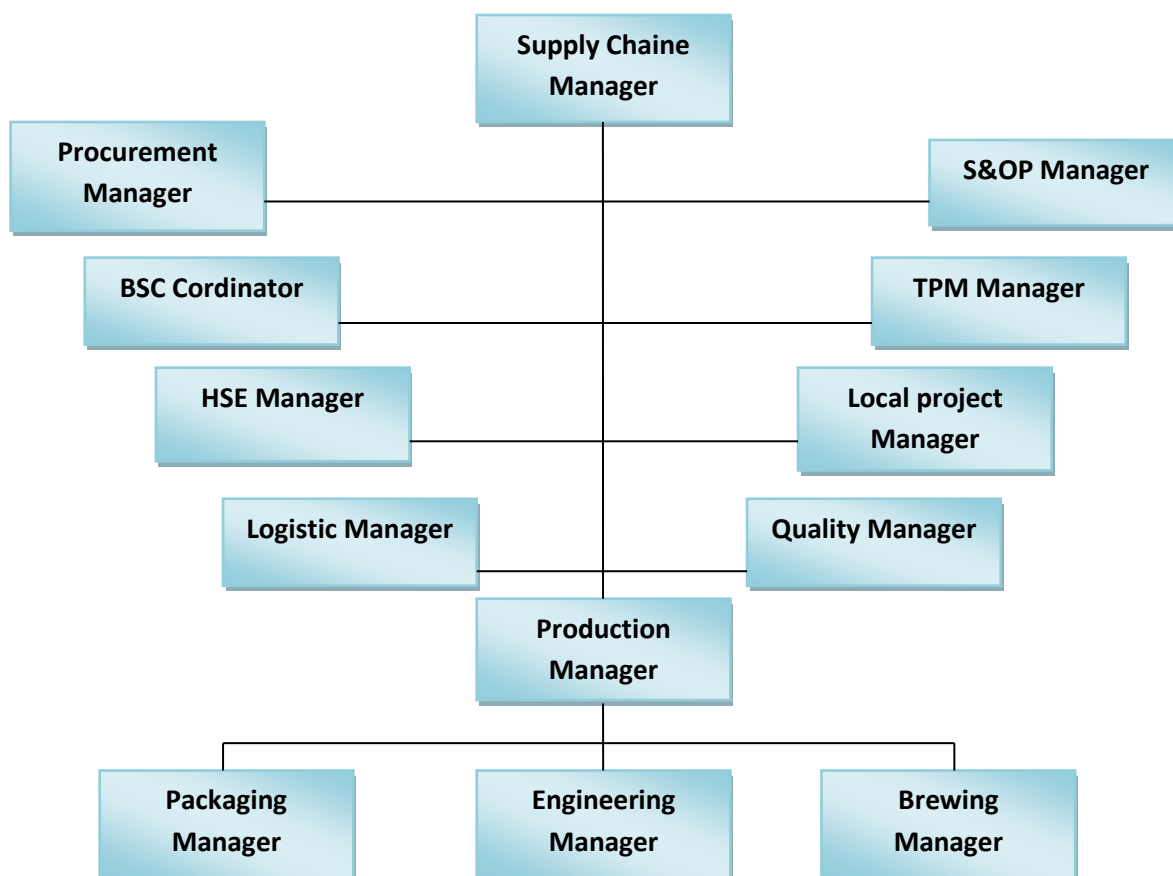 Supply Chaine
Manager
Procurement
Manager
S&OP Manager
BSC Cordinator
TPM Manager
HSE Manager
Local project
Manager
Logistic Manager
Quality Manager
Production
Manager
Packaging
Manager
Engineering
Manager
Brewing
Manager